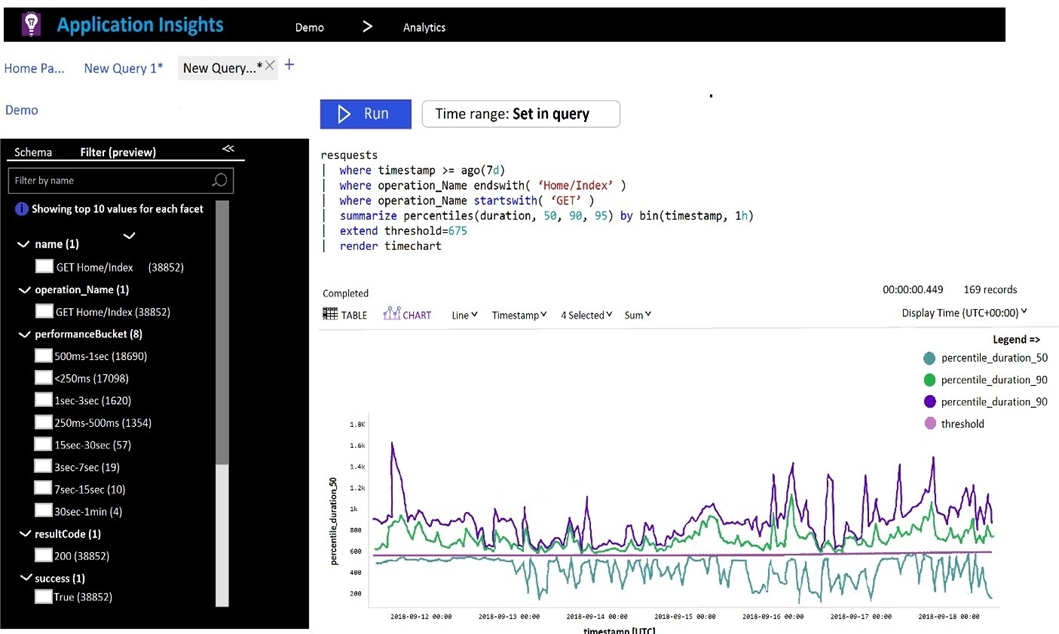 Application Insights
Demo > Analytics
Home Pa... New Query 1* New Query...* × +
Demo
Run Time range: Set in query
Schema Filter (preview) <<
Filter by name
Showing top 10 values for each facet
name (1)
GET Home/Index (38852)
operation_Name (1)
GET Home/Index (38852)
performanceBucket (8)
500ms-1sec (18690)
<250ms (17098)
1sec-3sec (1620)
250ms-500ms (1354)
15sec-30sec (57)
3sec-7sec (19)
7sec-15sec (10)
30sec-1min (4)
resultCode (1)
200 (38852)
success (1)
True (38852)
resquests
| where timestamp >= ago(7d)
| where operation_Name endswith( ‘Home/Index’ )
| where operation_Name startswith( ‘GET’ )
| summarize percentiles(duration, 50, 90, 95) by bin(timestamp, 1h)
| extend threshold=675
| render timechart
Completed 00:00:00.449 169 records
TABLE CHART Line Timestamp 4 Selected Sum Display Time (UTC+00:00)
Legend =>
percentile_duration_50
percentile_duration_90
percentile_duration_90
threshold
percentile_duration_50
1.8K
1.6k
1.4k
1.2k
1k
800
600
400
200
2018-09-12 00:00 2018-09-13 00:00 2018-09-14 00:00 2018-09-15 00:00 2018-09-16 00:00 2018-09-17 00:00 2018-09-18 00:00
timestamp [UTC]